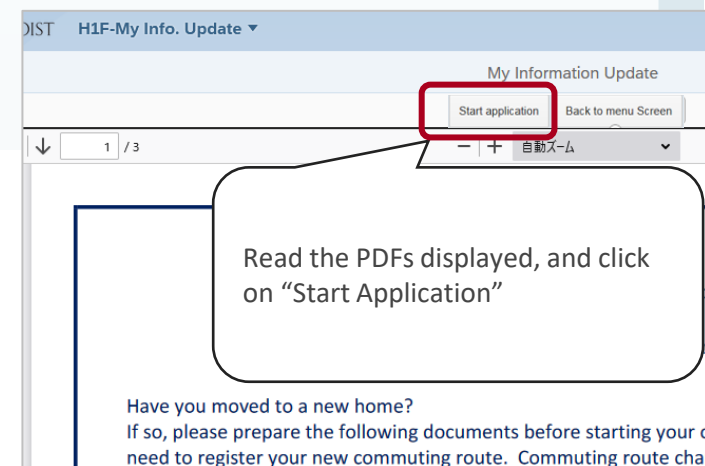 OIST H1F-My Info. Update ▼
My Information Update
Start application Back to menu Screen
1 / 3 自動ズーム
Read the PDFs displayed, and click
on “Start Application”
Have you moved to a new home?
If so, please prepare the following documents before starting your
need to register your new commuting route. Commuting route